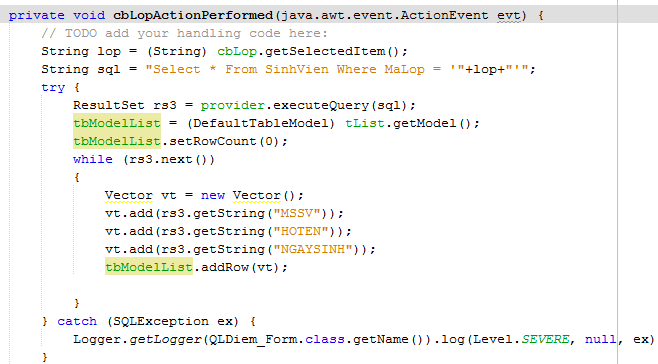 private void cbLopActionPerformed(java.awt.event.ActionEvent evt) {
// TODO add your handling code here:
String lop = (String) cbLop.getSelectedItem();
String sql = "Select * From SinhVien Where MaLop = '"+lop+"'";
try {
ResultSet rs3 = provider.executeQuery(sql);
tbModelList = (DefaultTableModel) tList.getModel();
tbModelList.setRowCount(0);
while (rs3.next())
{
Vector vt = new Vector();
vt.add(rs3.getString("MSSV"));
vt.add(rs3.getString("HOTEN"));
vt.add(rs3.getString("NGAYSINH"));
tbModelList.addRow(vt);
}
} catch (SQLException ex) {
Logger.getLogger(QLDiem_Form.class.getName()).log(Level.SEVERE, null, ex)
}